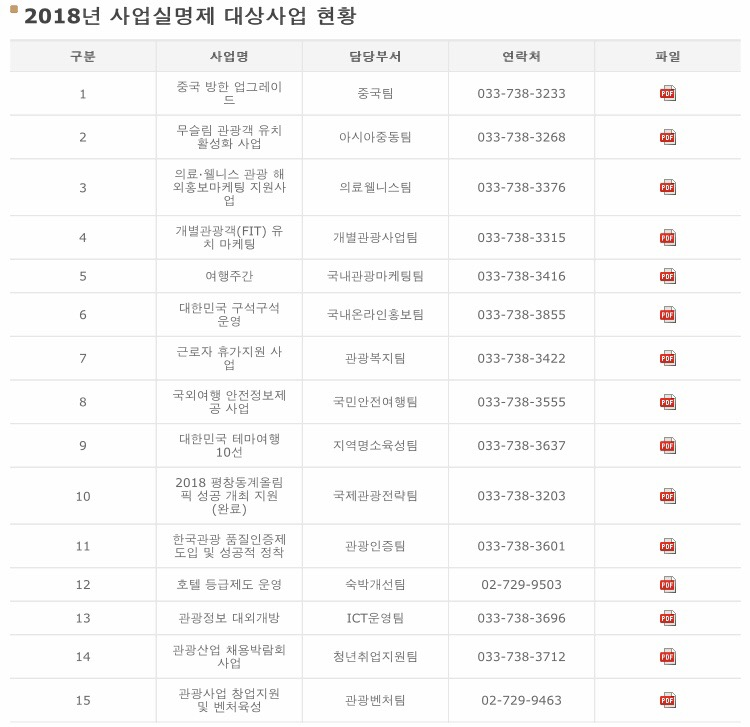 2018년 사업실명제 대상사업 현황
구분 사업명 담당부서 연락처 파일
1 중국 방한 업그레이 중국팀 033-738-3233 PDF
드
2 무슬림 관광객 유치 아시아중동팀 033-738-3268 PDF
활성화 사업
3 의료·웰니스 관광 해 의료웰니스팀 033-738-3376 PDF
외홍보마케팅 지원사
업
4 개별관광객(FIT) 유 개별관광사업팀 033-738-3315 PDF
치 마케팅
5 여행주간 국내관광마케팅팀 033-738-3416 PDF
6 대한민국 구석구석 국내온라인홍보팀 033-738-3855 PDF
운영
7 근로자 휴가지원 사 관광복지팀 033-738-3422 PDF
업
8 국외여행 안전정보제 국민안전여행팀 033-738-3555 PDF
공 사업
9 대한민국 테마여행 지역명소육성팀 033-738-3637 PDF
10선
10 2018 평창동계올림 국제관광전략팀 033-738-3203 PDF
픽 성공 개최 지원
(완료)
11 한국관광 품질인증제 관광인증팀 033-738-3601 PDF
도입 및 성공적 정착
12 호텔 등급제도 운영 숙박개선팀 02-729-9503 PDF
13 관광정보 대외개방 ICT운영팀 033-738-3696 PDF
14 관광산업 채용박람회 청년취업지원팀 033-738-3712 PDF
사업
15 관광사업 창업지원 관광벤처팀 02-729-9463 PDF
및 벤처육성